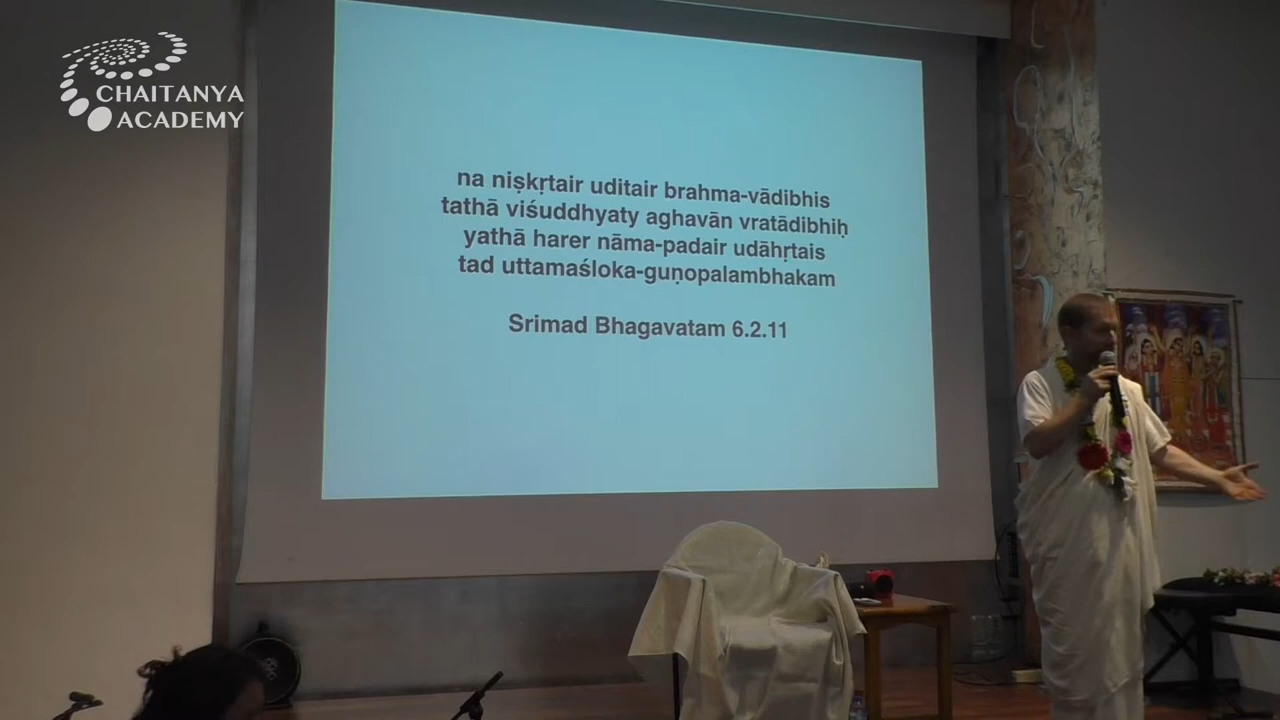 CHAITANYA
ACADEMY
na niṣkṛtair uditair brahma-vādibhis
tathā viśuddhyaty aghavān vratādibhiḥ
yathā harer nāma-padair udāhṛtais
tad uttamaśloka-guṇopalambhakam
Srimad Bhagavatam 6.2.11